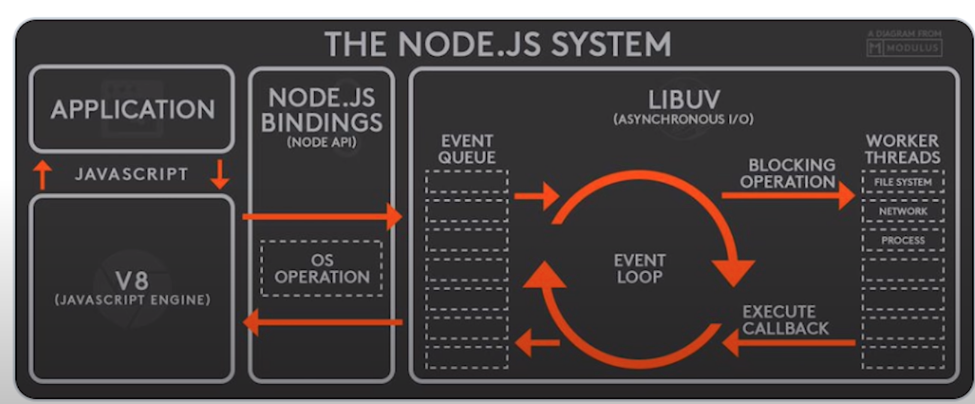 THE NODE.JS SYSTEM
A DIAGRAM FROM
MODULUS
APPLICATION
JAVASCRIPT
V8
(JAVASCRIPT ENGINE)
NODE.JS
BINDINGS
(NODE API)
OS
OPERATION
LIBUV
(ASYNCHRONOUS I/O)
EVENT
QUEUE
EVENT
LOOP
BLOCKING
OPERATION
EXECUTE
CALLBACK
WORKER
THREADS
FILE SYSTEM
NETWORK
PROCESS